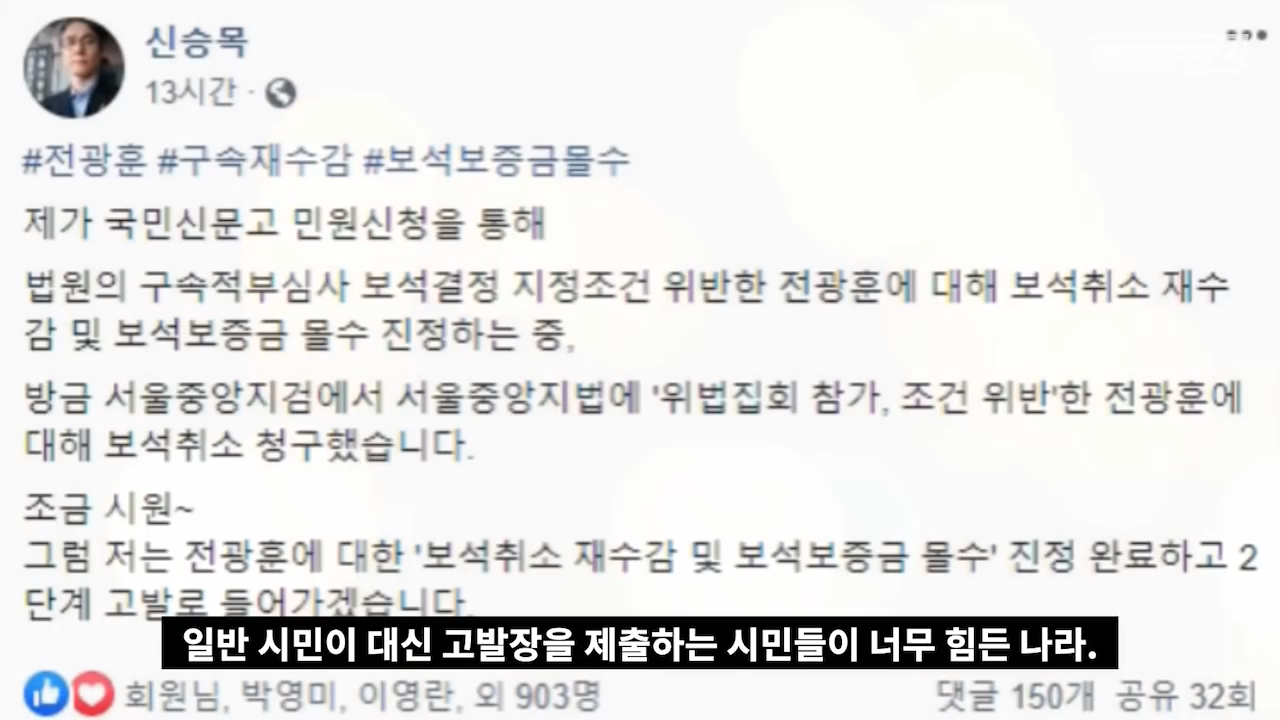 신승목
13시간 ·
#전광훈 #구속재수감 #보석보증금몰수
제가 국민신문고 민원신청을 통해
법원의 구속적부심사 보석결정 지정조건 위반한 전광훈에 대해 보석취소 재수
감 및 보석보증금 몰수 진정하는 중,
방금 서울중앙지검에서 서울중앙지법에 '위법집회 참가, 조건 위반'한 전광훈에
대해 보석취소 청구했습니다.
조금 시원~
그럼 저는 전광훈에 대한 '보석취소 재수감 및 보석보증금 몰수' 진정 완료하고 2
단계 고발로 들어가겠습니다.
일반 시민이 대신 고발장을 제출하는 시민들이 너무 힘든 나라.
회원님, 박영미, 이영란, 외 903명
댓글 150개 공유 32회